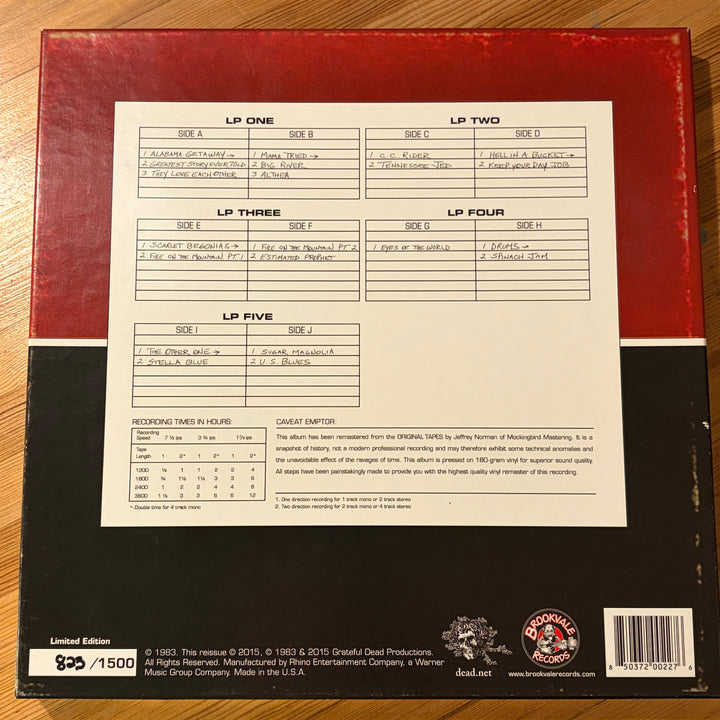 LP ONE
SIDE A SIDE B
1 ALABAMA GETAWAY → 1 MAMA TRIED →
2 GREATEST STORY EVER TOLD 2 BIG RIVER
3 THEY LOVE EACH OTHER 3 ALTHEA
LP TWO
SIDE C SIDE D
1 C.C. RIDER 1 HELL IN A BUCKET →
2 TENNESSEE JED 2 KEEP YOUR DAY JOB
LP THREE
SIDE E SIDE F
1 SCARLET BEGONIAS → 1 FIRE ON THE MOUNTAIN PT. 2
2 FIRE ON THE MOUNTAIN PT. 1 2 ESTIMATED PROPHET
LP FOUR
SIDE G SIDE H
1 EYES OF THE WORLD 1 DRUMS →
2 SPINACH JAM
LP FIVE
SIDE I SIDE J
1 THE OTHER ONE → 1 SUGAR MAGNOLIA
2 STELLA BLUE 2 U.S. BLUES
RECORDING TIMES IN HOURS:
Recording Speed 7 ½ ips 3 ¾ ips 1⅞ ips
Tape Length 1 2* 1 2* 1 2*
1200 ½ 1 1 2 2 4
1800 ¾ 1½ 1½ 3 3 6
2400 1 2 2 4 4 8
3600 1 ½ 3 3 6 6 12
*-Double time for 4 track mono
CAVEAT EMPTOR:
This album has been remastered from the ORIGINAL TAPES by Jeffrey Norman of Mockingbird Mastering. It is a
snapshot of history, not a modern professional recording and may therefore exhibit some technical anomalies and
the unavoidable effect of the ravages of time. This album is pressed on 180-gram vinyl for superior sound quality.
All steps have been painstakingly made to provide you with the highest quality vinyl remaster of this recording.
1. One direction recording for 1 track mono or 2 track stereo
2. Two direction recording for 2 track mono or 4 track stereo
Limited Edition
823 /1500
© 1983. This reissue © 2015, © 1983 & 2015 Grateful Dead Productions.
All Rights Reserved. Manufactured by Rhino Entertainment Company, a Warner
Music Group Company. Made in the U.S.A.
dead.net
BROOKVALE
RECORDS
www.brookvalerecords.com
8 50372 00227 6